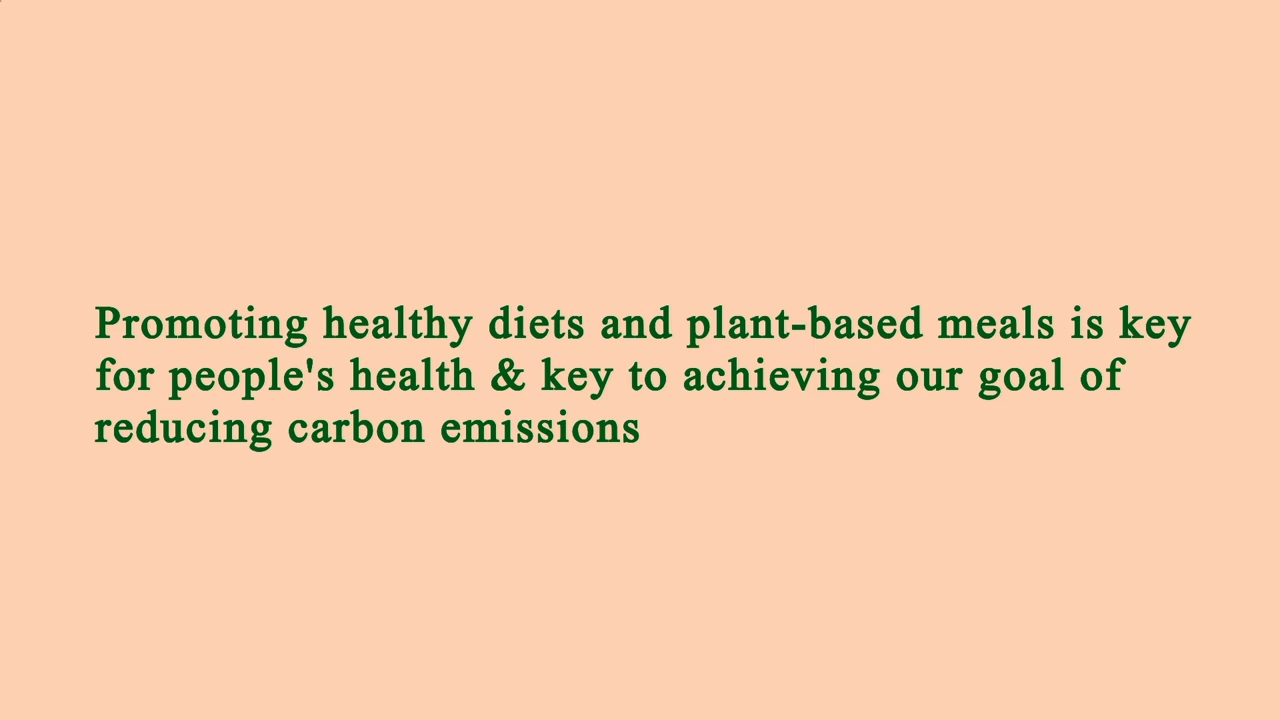 Promoting healthy diets and plant-based meals is key
for people's health & key to achieving our goal of
reducing carbon emissions